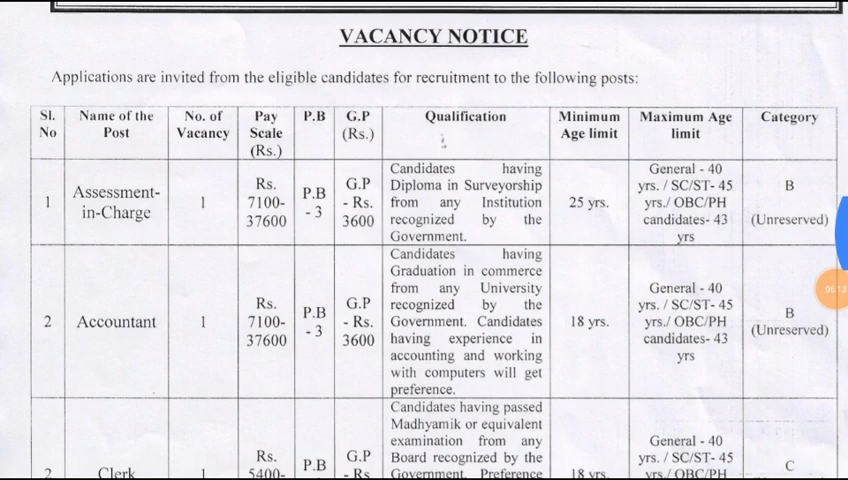 VACANCY NOTICE
Applications are invited from the eligible candidates for recruitment to the following posts:
Sl. No
Name of the Post
No. of Vacancy
Pay Scale (Rs.)
P.B
G.P (Rs.)
Qualification
Minimum Age limit
Maximum Age limit
Category
1
Assessment-
in-Charge
1
Rs.
7100-
37600
P.B
- 3
G.P
- Rs.
3600
Candidates having
Diploma in Surveyorship
from any Institution
recognized by the
Government.
25 yrs.
General - 40
yrs. / SC/ST- 45
yrs./ OBC/PH
candidates- 43
yrs
B
(Unreserved)
2
Accountant
1
Rs.
7100-
37600
P.B
- 3
G.P
- Rs.
3600
Candidates having
Graduation in commerce
from any University
recognized by the
Government. Candidates
having experience in
accounting and working
with computers will get
preference.
18 yrs.
General - 40
yrs. / SC/ST- 45
yrs./ OBC/PH
candidates- 43
yrs
B
(Unreserved)
2
Clerk
1
Rs.
5400-
P.B
G.P
- Rs
Candidates having passed
Madhyamik or equivalent
examination from any
Board recognized by the
Government. Preference
18 yrs.
General - 40
yrs. / SC/ST- 45
yrs./ OBC/PH
C
06:13